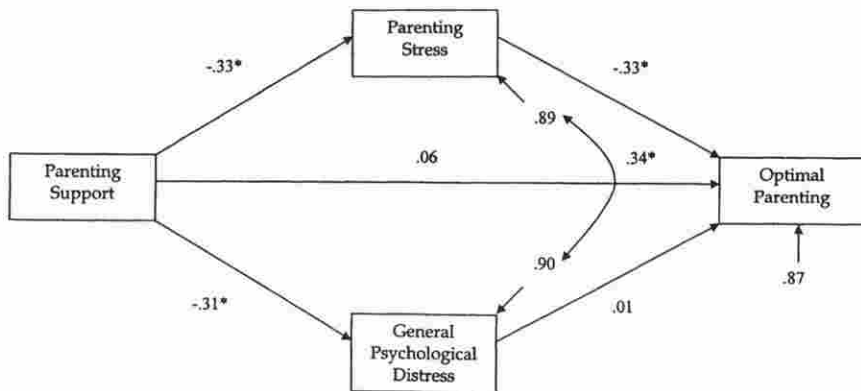 Parenting
Stress
-.33*
-.33*
.89
.06
.34*
Parenting
Support
Optimal
Parenting
.90
.87
-.31*
.01
General
Psychological
Distress